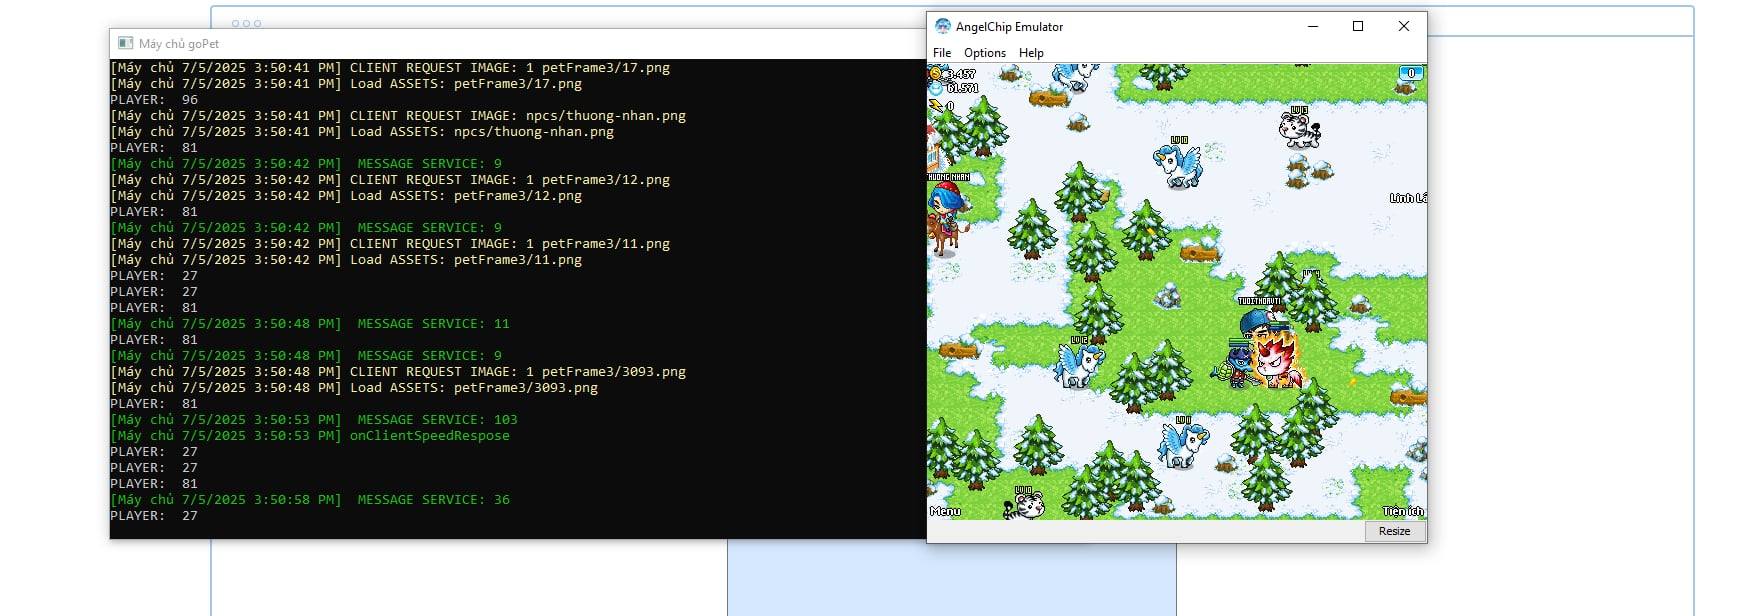 Máy chủ goPet
[Máy chủ 7/5/2025 3:50:41 PM] CLIENT REQUEST IMAGE: 1 petFrame3/17.png
[Máy chủ 7/5/2025 3:50:41 PM] Load ASSETS: petFrame3/17.png
PLAYER:  96
[Máy chủ 7/5/2025 3:50:41 PM] CLIENT REQUEST IMAGE: npcs/thuong-nhan.png
[Máy chủ 7/5/2025 3:50:41 PM] Load ASSETS: npcs/thuong-nhan.png
PLAYER:  81
[Máy chủ 7/5/2025 3:50:42 PM]  MESSAGE SERVICE: 9
[Máy chủ 7/5/2025 3:50:42 PM] CLIENT REQUEST IMAGE: 1 petFrame3/12.png
[Máy chủ 7/5/2025 3:50:42 PM] Load ASSETS: petFrame3/12.png
PLAYER:  81
[Máy chủ 7/5/2025 3:50:42 PM]  MESSAGE SERVICE: 9
[Máy chủ 7/5/2025 3:50:42 PM] CLIENT REQUEST IMAGE: 1 petFrame3/11.png
[Máy chủ 7/5/2025 3:50:42 PM] Load ASSETS: petFrame3/11.png
PLAYER:  27
PLAYER:  27
PLAYER:  81
[Máy chủ 7/5/2025 3:50:48 PM]  MESSAGE SERVICE: 11
PLAYER:  81
[Máy chủ 7/5/2025 3:50:48 PM]  MESSAGE SERVICE: 9
[Máy chủ 7/5/2025 3:50:48 PM] CLIENT REQUEST IMAGE: 1 petFrame3/3093.png
[Máy chủ 7/5/2025 3:50:48 PM] Load ASSETS: petFrame3/3093.png
PLAYER:  81
[Máy chủ 7/5/2025 3:50:53 PM]  MESSAGE SERVICE: 103
[Máy chủ 7/5/2025 3:50:53 PM] onClientSpeedRespose
PLAYER:  27
PLAYER:  27
PLAYER:  81
[Máy chủ 7/5/2025 3:50:58 PM]  MESSAGE SERVICE: 36
PLAYER:  27
AngelChip Emulator
File Options Help
3.457
0
61.571
0
LV 13
LV 10
THUONG NHAN
Linh Lá
TUOITHOAVTI
LV 12
LV 11
LV 10
Menu
Tiện ích
Resize